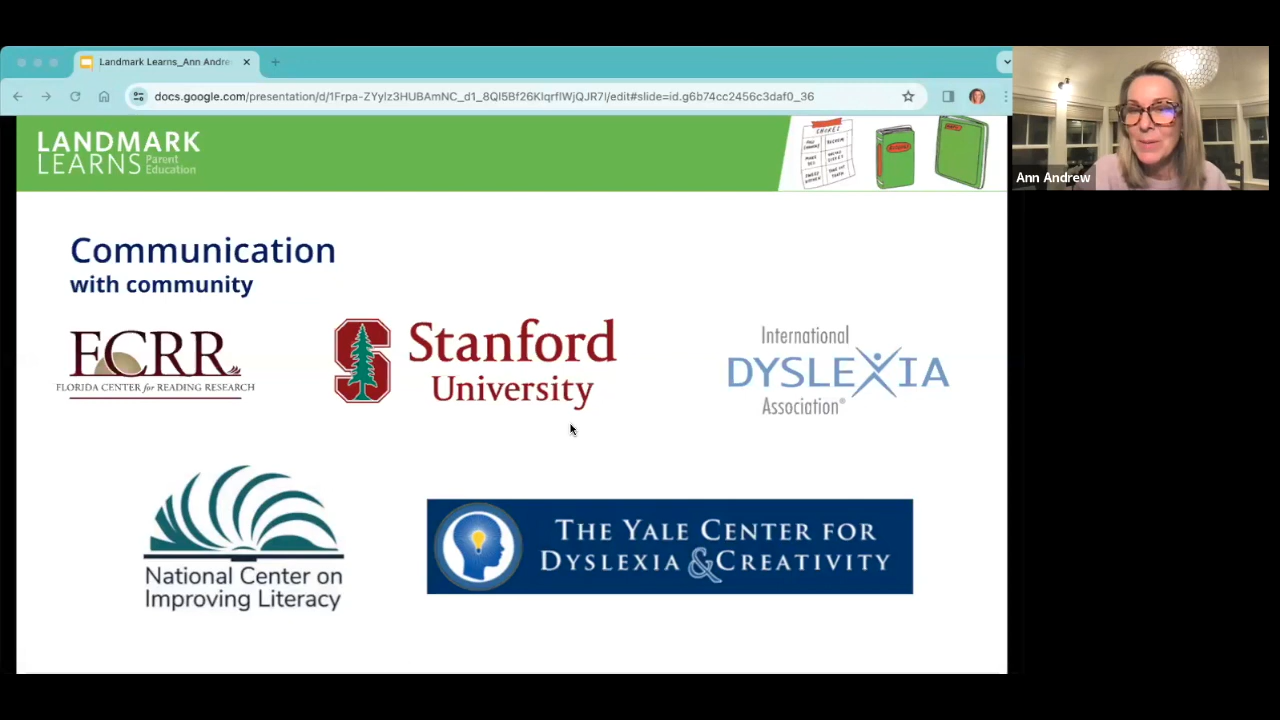 Landmark Learns_Ann Andre
docs.google.com/presentation/d/1Frpa-ZYylz3HUBAmNC_d1_8Ql5Bf26KlqrflWjQJR7I/edit#slide=id.g6b74cc2456c3daf0_36
LANDMARK
LEARNS Parent
Education
CHORES
Ann Andrew
Communication
with community
FCRR
FLORIDA CENTER for READING RESEARCH
Stanford
University
International
DYSLEXIA
Association®
National Center on
Improving Literacy
THE YALE CENTER FOR
DYSLEXIA & CREATIVITY